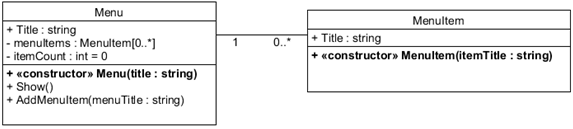 Menu
+ Title : string
- menuItems : MenuItem[0..*]
- itemCount : int = 0
+ «constructor» Menu(title : string)
+ Show()
+ AddMenuItem(menuTitle : string)
1
0..*
MenuItem
+ Title : string
+ «constructor» MenuItem(itemTitle : string)